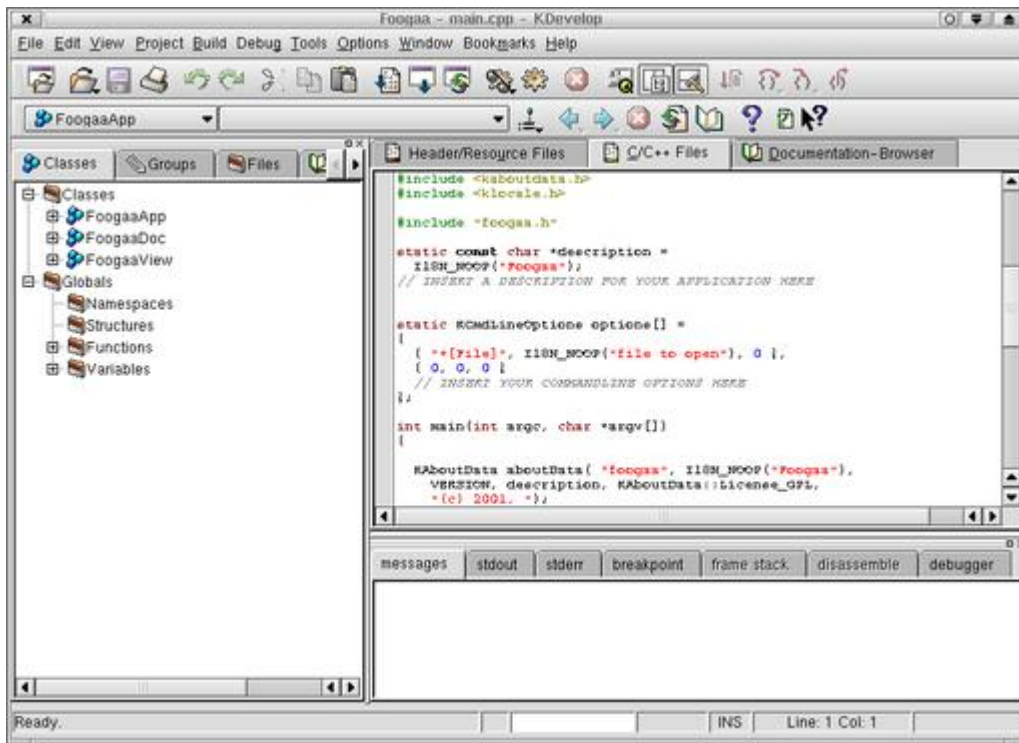 Foogaa – main.cpp – KDevelop
File Edit View Project Build Debug Tools Options Window Bookmarks Help
FoogaaApp
Classes Groups Files
Header/Resource Files C/C++ Files Documentation-Browser
Classes
FoogaaApp
FoogaaDoc
FoogaaView
Globals
Namespaces
Structures
Functions
Variables
#include <kaboutdata.h>
#include <klocale.h>
#include "foogaa.h"
static const char *description =
I18N_NOOP("Foogaa");
// INSERT A DESCRIPTION FOR YOUR APPLICATION HERE
static KCmdLineOptions options[] =
{
{ "+[File]", I18N_NOOP("file to open"), 0 },
{ 0, 0, 0 }
// INSERT YOUR COMMANDLINE OPTIONS HERE
};
int main(int argc, char *argv[])
{
KAboutData aboutData( "foogaa", I18N_NOOP("Foogaa"),
VERSION, description, KAboutData::License_GPL,
"(c) 2001, ");
messages stdout stderr breakpoint frame stack disassemble debugger
Ready. INS Line: 1 Col: 1